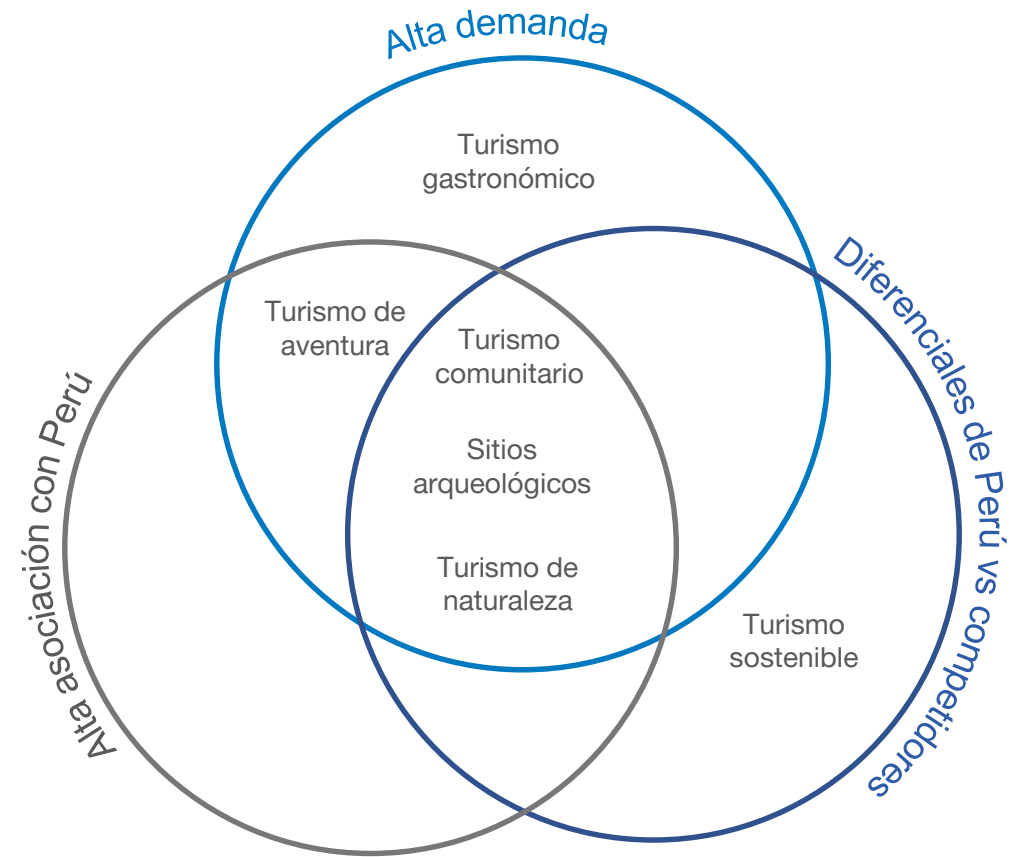 Alta demanda
Turismo
gastronómico
Turismo de
aventura
Turismo
comunitario
Sitios
arqueológicos
Turismo de
naturaleza
Turismo
sostenible
Alta asociación con Perú
Diferenciales de Perú vs competidores